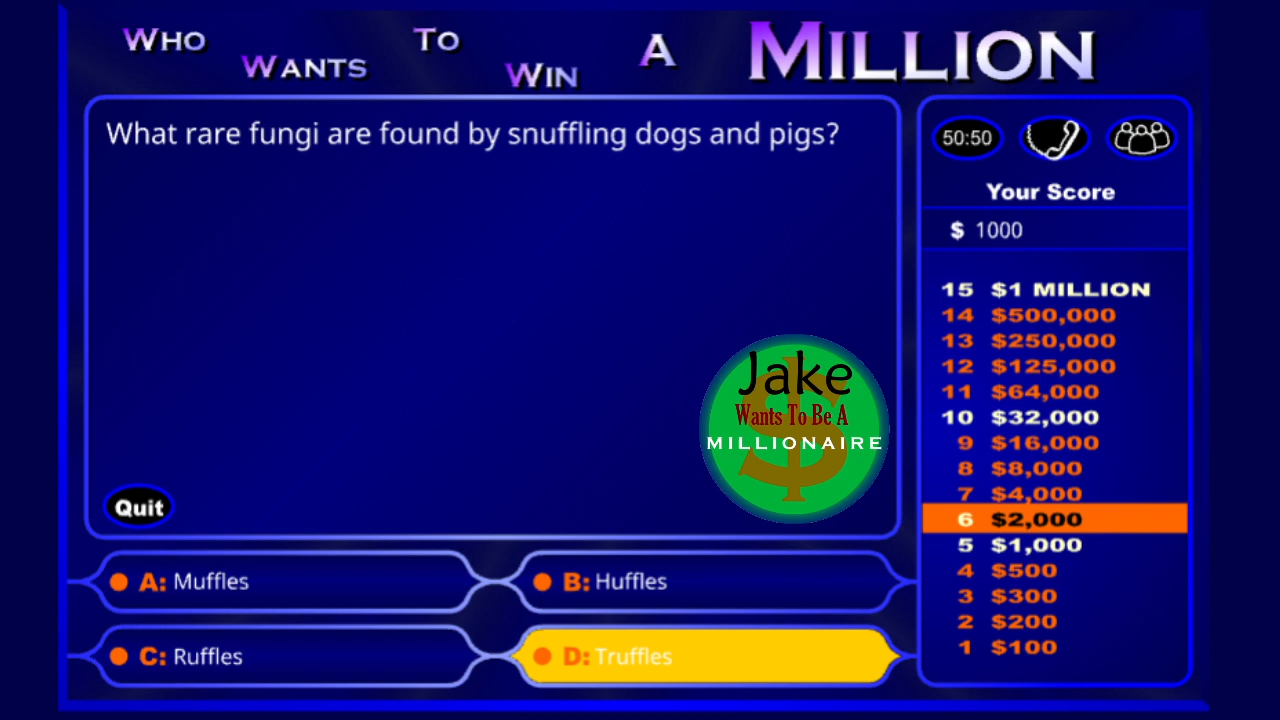 Who Wants To Win A Million
What rare fungi are found by snuffling dogs and pigs?
50:50
Your Score
$ 1000
15 $1 MILLION
14 $500,000
13 $250,000
12 $125,000
11 $64,000
10 $32,000
9 $16,000
8 $8,000
7 $4,000
6 $2,000
5 $1,000
4 $500
3 $300
2 $200
1 $100
Jake
Wants To Be A
MILLIONAIRE
$
Quit
A: Muffles
B: Huffles
C: Ruffles
D: Truffles